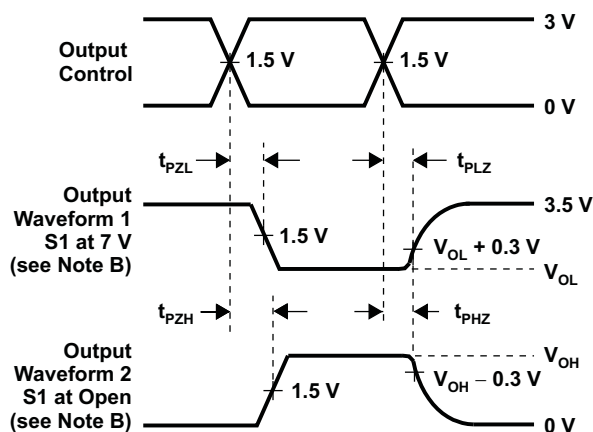 3 V
Output
Control
1.5 V
1.5 V
0 V
tPZL
tPLZ
Output
Waveform 1
S1 at 7 V
(see Note B)
3.5 V
1.5 V
VOL + 0.3 V
VOL
tPZH
tPHZ
Output
Waveform 2
S1 at Open
(see Note B)
VOH
1.5 V
VOH − 0.3 V
0 V